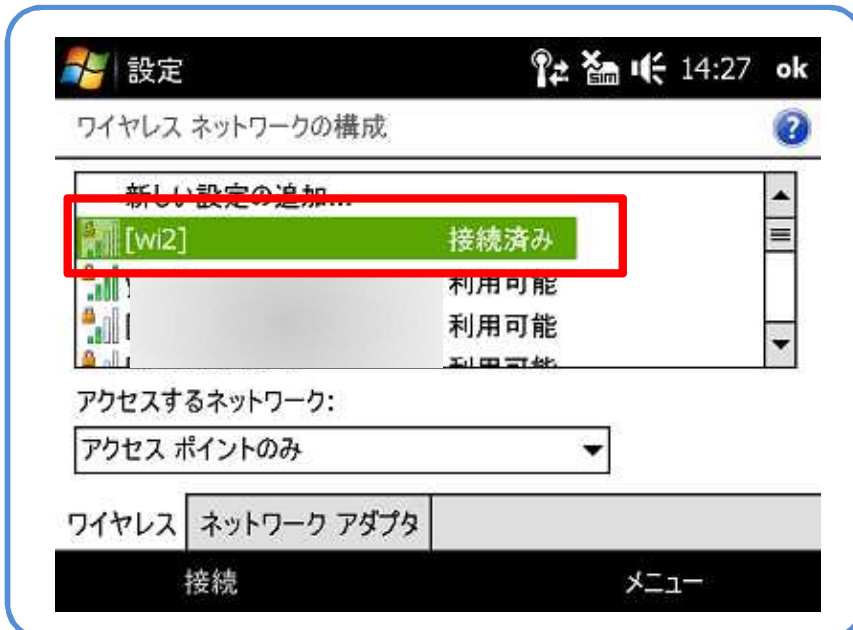 設定 14:27 ok
ワイヤレス ネットワークの構成
新しい設定の追加...
[wi2] 接続済み
利用可能
利用可能
利用可能
アクセスするネットワーク:
アクセス ポイントのみ
ワイヤレス ネットワーク アダプタ
接続 メニュー